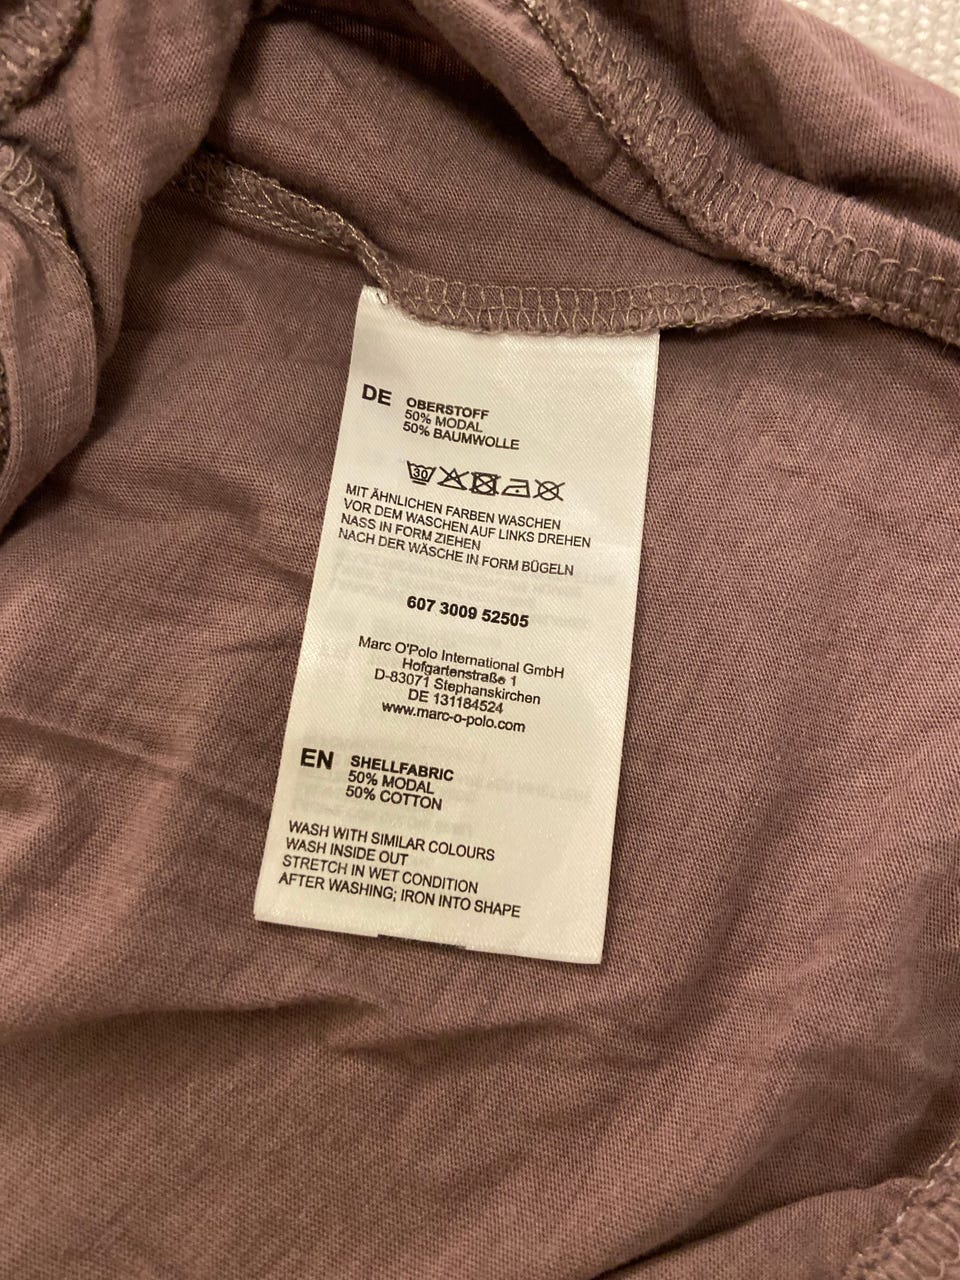 DE OBERSTOFF
50% MODAL
50% BAUMWOLLE
30
MIT ÄHNLICHEN FARBEN WASCHEN
VOR DEM WASCHEN AUF LINKS DREHEN
NASS IN FORM ZIEHEN
NACH DER WÄSCHE IN FORM BÜGELN
607 3009 52505
Marc O'Polo International GmbH
Hofgartenstraße 1
D-83071 Stephanskirchen
DE 131184524
www.marc-o-polo.com
EN SHELLFABRIC
50% MODAL
50% COTTON
WASH WITH SIMILAR COLOURS
WASH INSIDE OUT
STRETCH IN WET CONDITION
AFTER WASHING; IRON INTO SHAPE